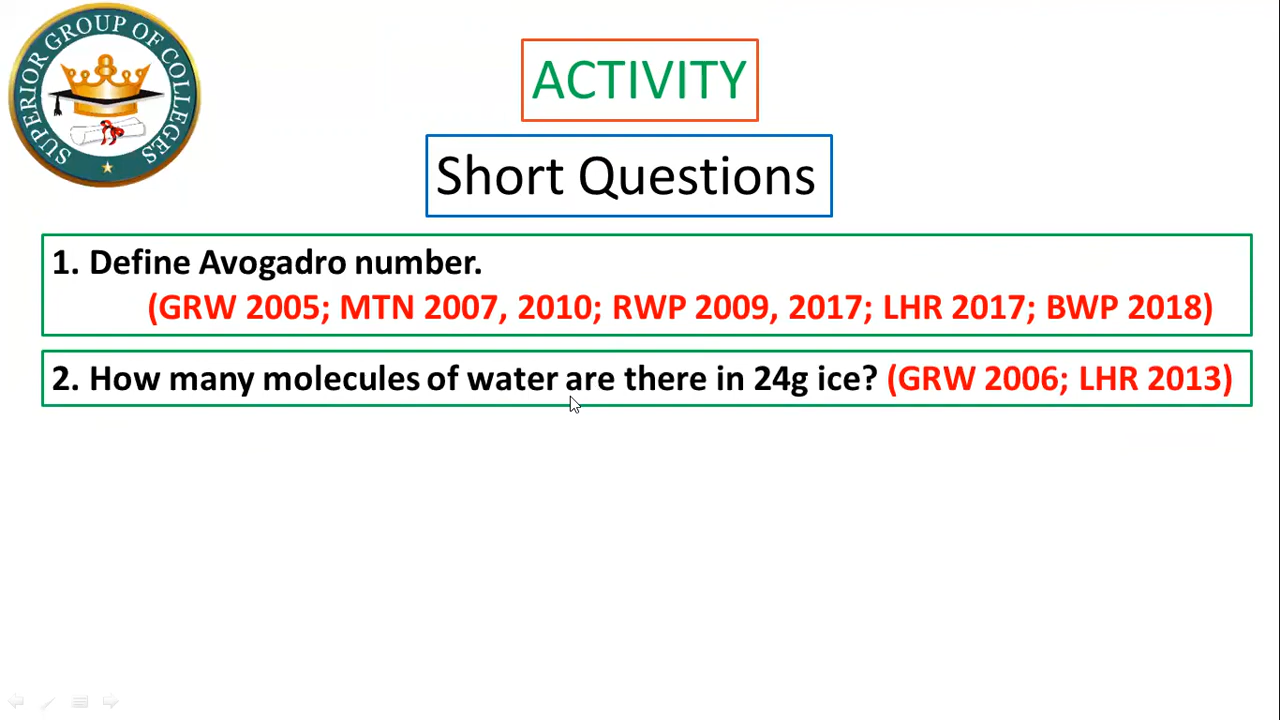 SUPERIOR GROUP OF COLLEGES
ACTIVITY
Short Questions
1. Define Avogadro number.
(GRW 2005; MTN 2007, 2010; RWP 2009, 2017; LHR 2017; BWP 2018)
2. How many molecules of water are there in 24g ice? (GRW 2006; LHR 2013)